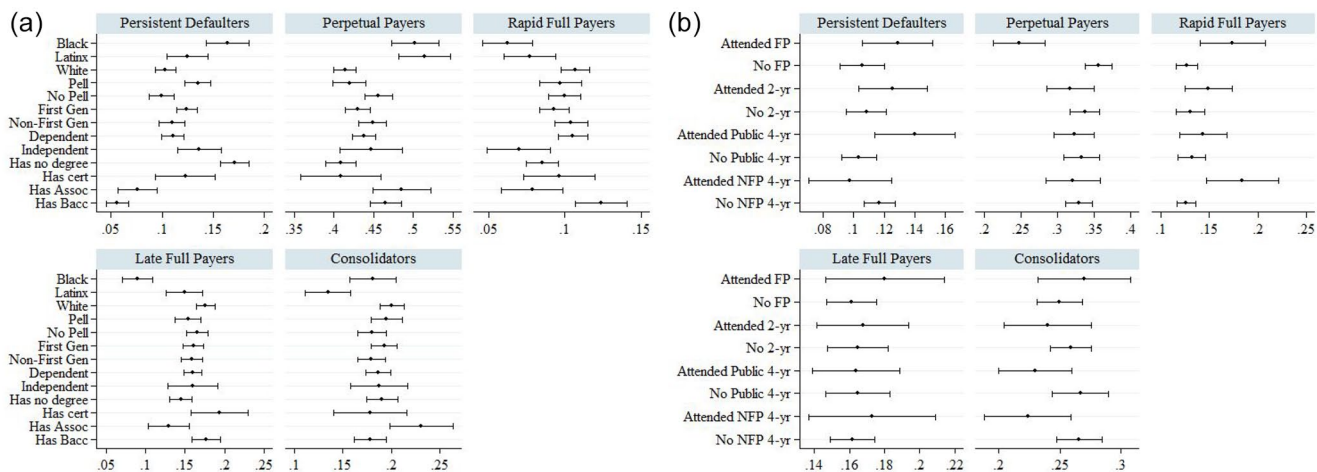 (a)
Persistent Defaulters Perpetual Payers Rapid Full Payers
Black
Latinx
White
Pell
No Pell
First Gen
Non-First Gen
Dependent
Independent
Has no degree
Has cert
Has Assoc
Has Bacc
.05 .1 .15 .2 .3 .35 .4 .45 .5 .55 .05 .1 .15
Late Full Payers Consolidators
Black
Latinx
White
Pell
No Pell
First Gen
Non-First Gen
Dependent
Independent
Has no degree
Has cert
Has Assoc
Has Bacc
.05 .1 .15 .2 .25 .1 .15 .2 .25
(b)
Persistent Defaulters Perpetual Payers Rapid Full Payers
Attended FP
No FP
Attended 2-yr
No 2-yr
Attended Public 4-yr
No Public 4-yr
Attended NFP 4-yr
No NFP 4-yr
.08 .1 .12 .14 .16 .2 .25 .3 .35 .4 .1 .15 .2 .25
Late Full Payers Consolidators
Attended FP
No FP
Attended 2-yr
No 2-yr
Attended Public 4-yr
No Public 4-yr
Attended NFP 4-yr
No NFP 4-yr
.14 .16 .18 .2 .22 .2 .25 .3